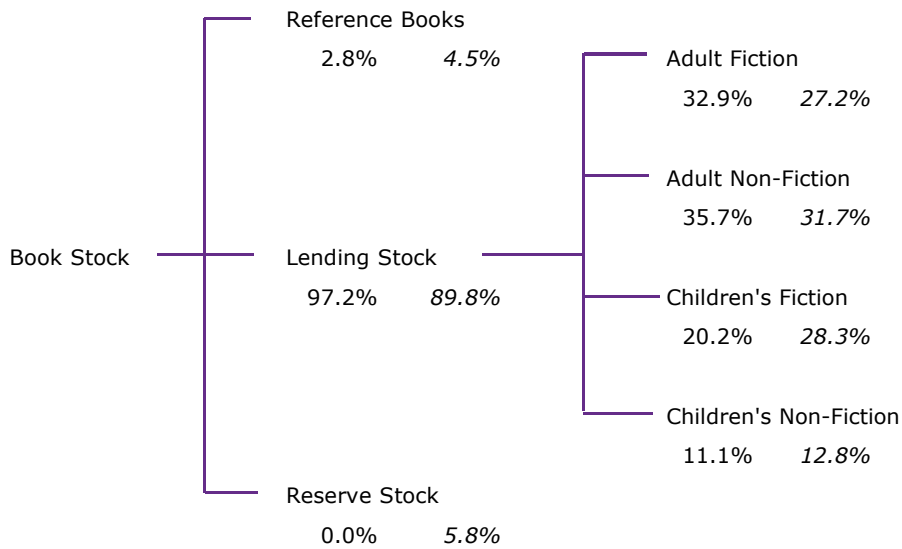 Reference Books
2.8% 4.5%
Adult Fiction
32.9% 27.2%
Adult Non-Fiction
35.7% 31.7%
Book Stock
Lending Stock
97.2% 89.8%
Children's Fiction
20.2% 28.3%
Children's Non-Fiction
11.1% 12.8%
Reserve Stock
0.0% 5.8%